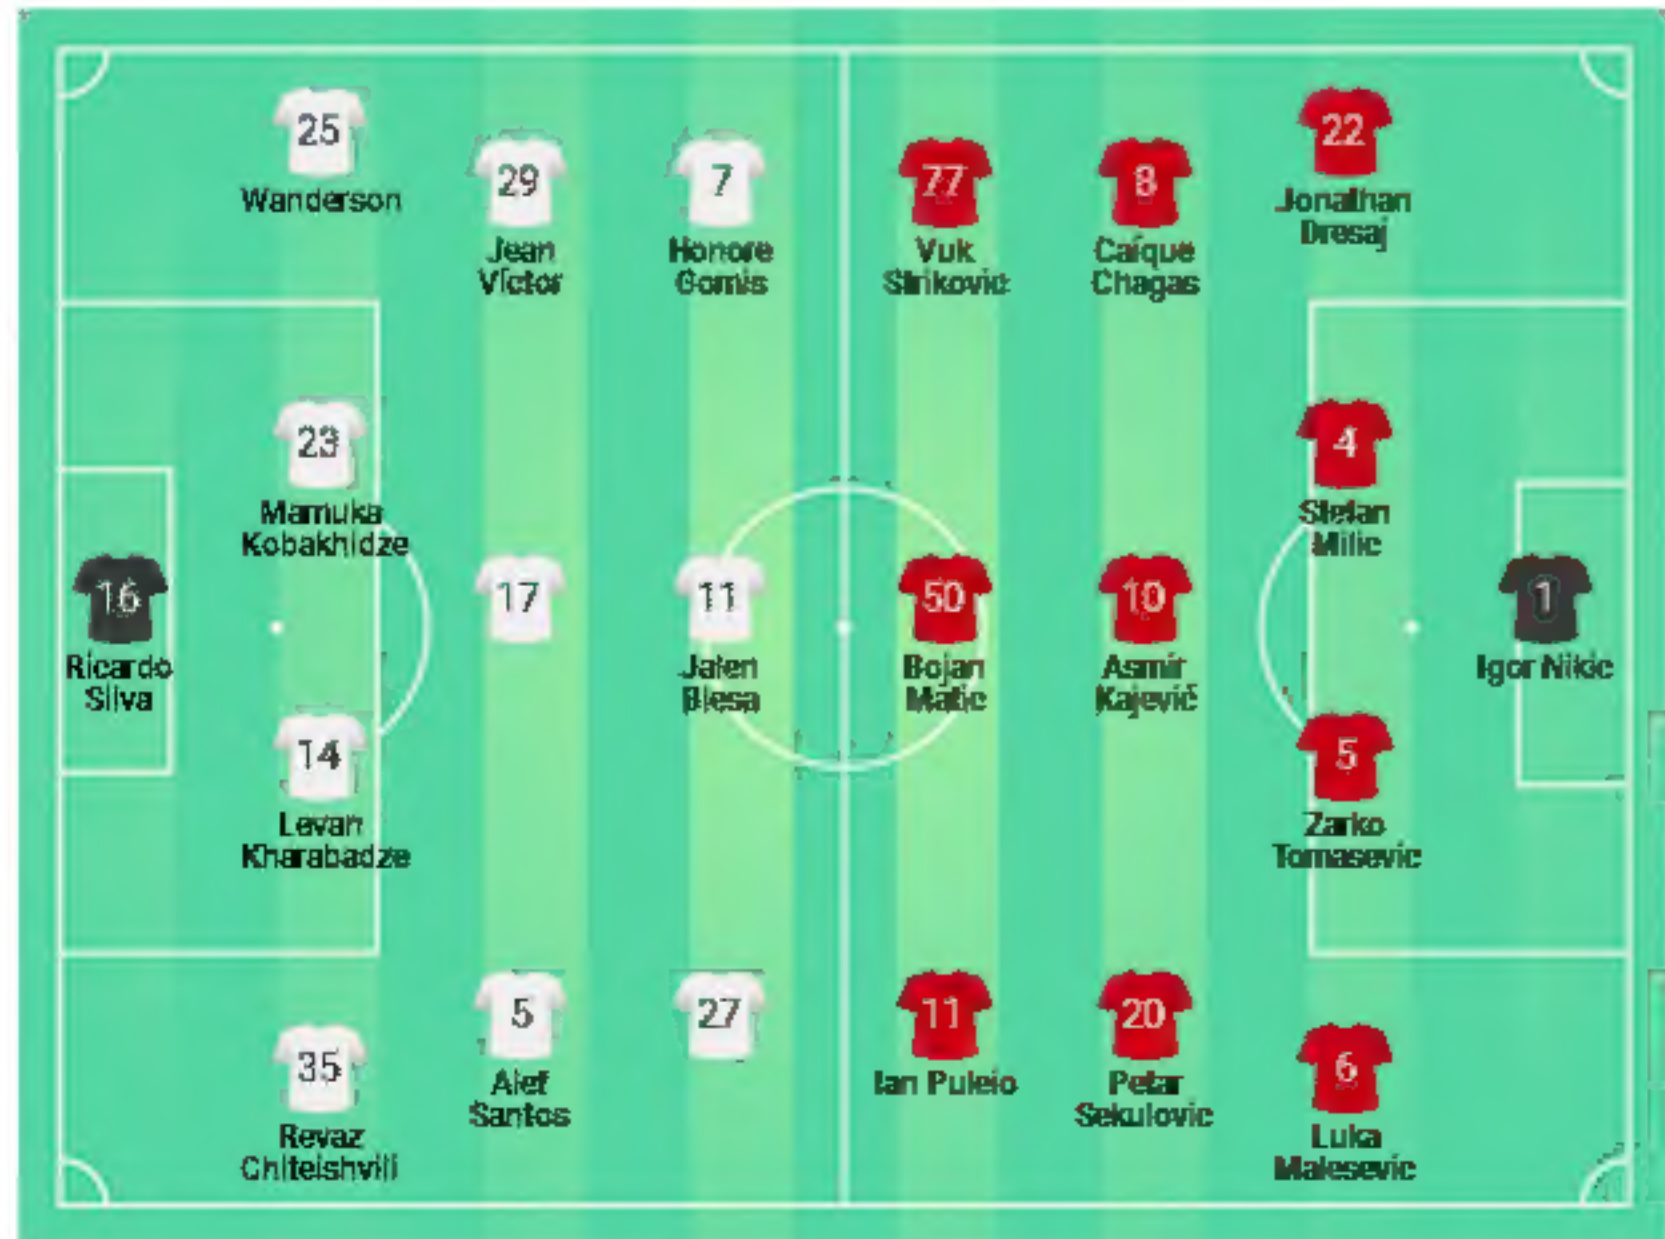 25
Wanderson
29
Jean
Victor
7
Honore
Gomis
77
Vuk
Strikovic
8
Caíque
Chagas
22
Jonathan
Dresaj
23
Mamuka
Kobakhidze
4
Stefan
Milic
16
Ricardo
Silva
17
11
Jalen
Blesa
50
Bojan
Matic
10
Asmir
Kajević
1
Igor Nikic
14
Levan
Kharabadze
5
Zarko
Tomasevic
35
Revaz
Chiteishvili
5
Alef
Santos
27
11
Ian Puleio
20
Petar
Sekulovic
6
Luka
Malesevic